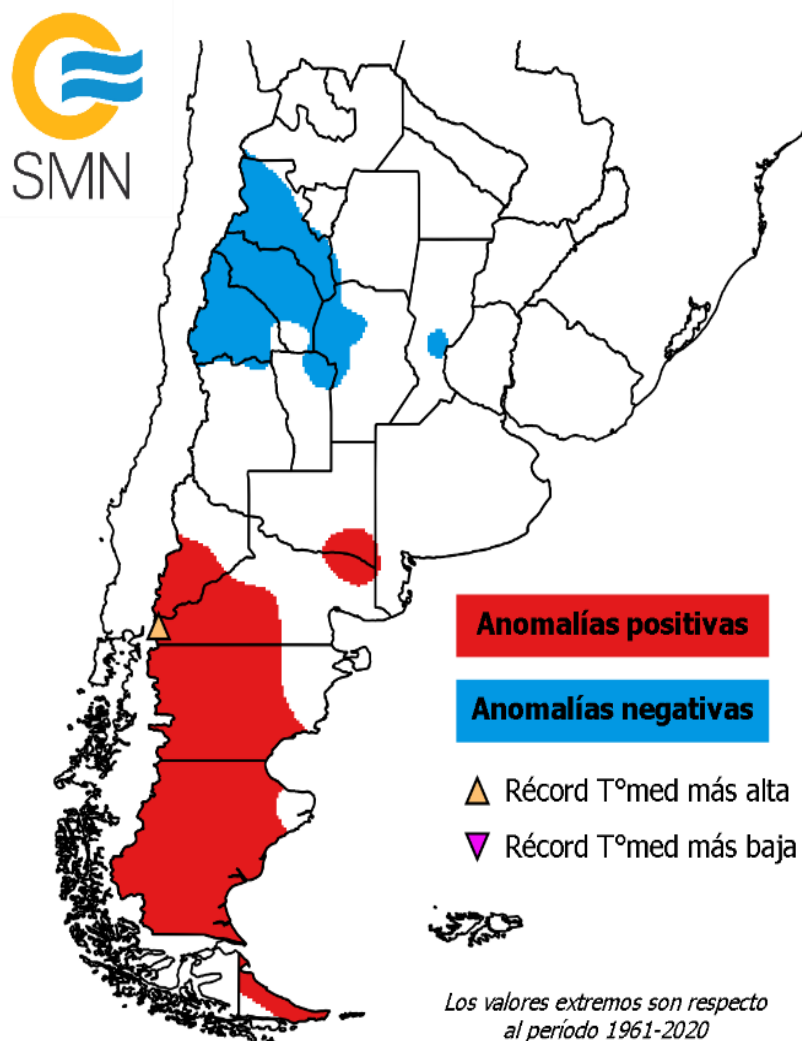 SMN
Anomalías positivas
Anomalías negativas
Récord T°med más alta
Récord T°med más baja
Los valores extremos son respecto
al período 1961-2020